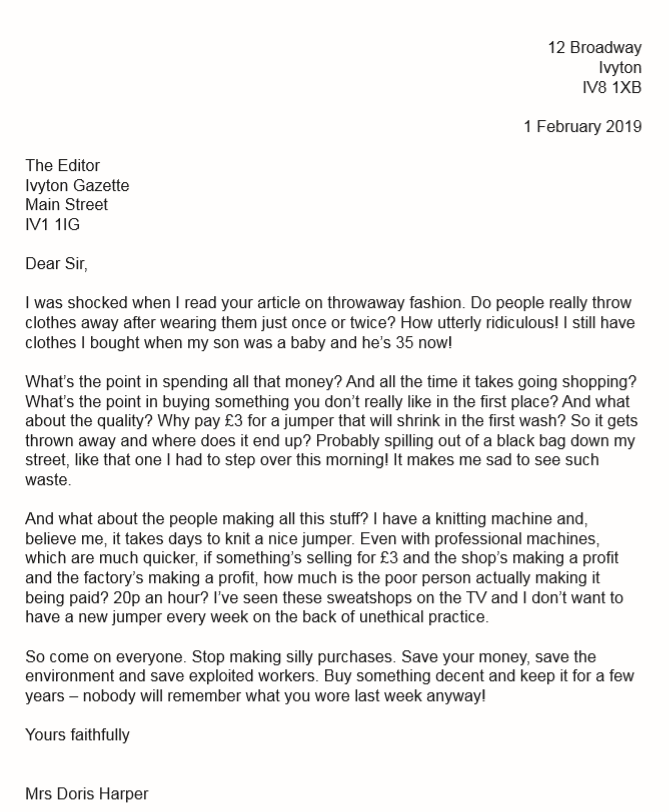 12 Broadway
Ivyton
IV8 1XB
1 February 2019
The Editor
Ivyton Gazette
Main Street
IV1 1IG
Dear Sir,
I was shocked when I read your article on throwaway fashion. Do people really throw
clothes away after wearing them just once or twice? How utterly ridiculous! I still have
clothes I bought when my son was a baby and he’s 35 now!
What’s the point in spending all that money? And all the time it takes going shopping?
What’s the point in buying something you don’t really like in the first place? And what
about the quality? Why pay £3 for a jumper that will shrink in the first wash? So it gets
thrown away and where does it end up? Probably spilling out of a black bag down my
street, like that one I had to step over this morning! It makes me sad to see such
waste.
And what about the people making all this stuff? I have a knitting machine and,
believe me, it takes days to knit a nice jumper. Even with professional machines,
which are much quicker, if something’s selling for £3 and the shop’s making a profit
and the factory’s making a profit, how much is the poor person actually making it
being paid? 20p an hour? I’ve seen these sweatshops on the TV and I don’t want to
have a new jumper every week on the back of unethical practice.
So come on everyone. Stop making silly purchases. Save your money, save the
environment and save exploited workers. Buy something decent and keep it for a few
years – nobody will remember what you wore last week anyway!
Yours faithfully
Mrs Doris Harper